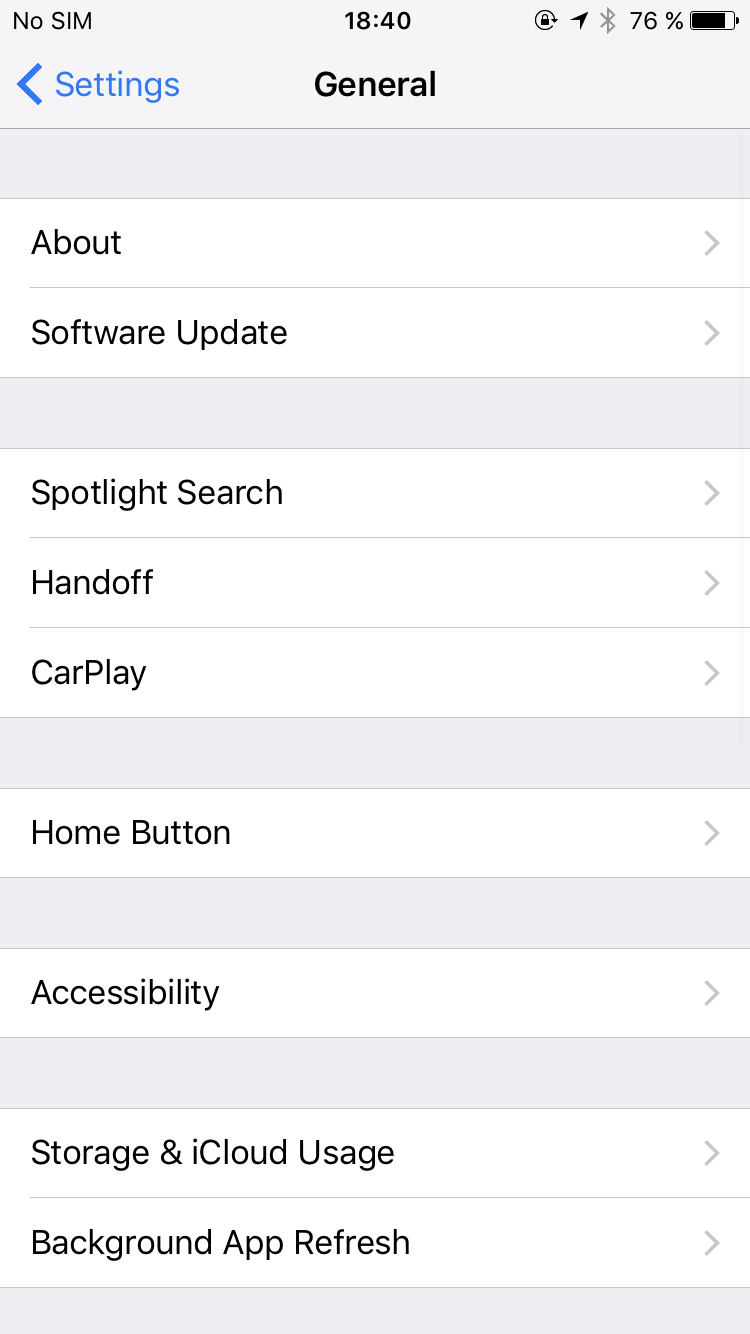 No SIM 18:40 76 %
Settings General
About
Software Update
Spotlight Search
Handoff
CarPlay
Home Button
Accessibility
Storage & iCloud Usage
Background App Refresh